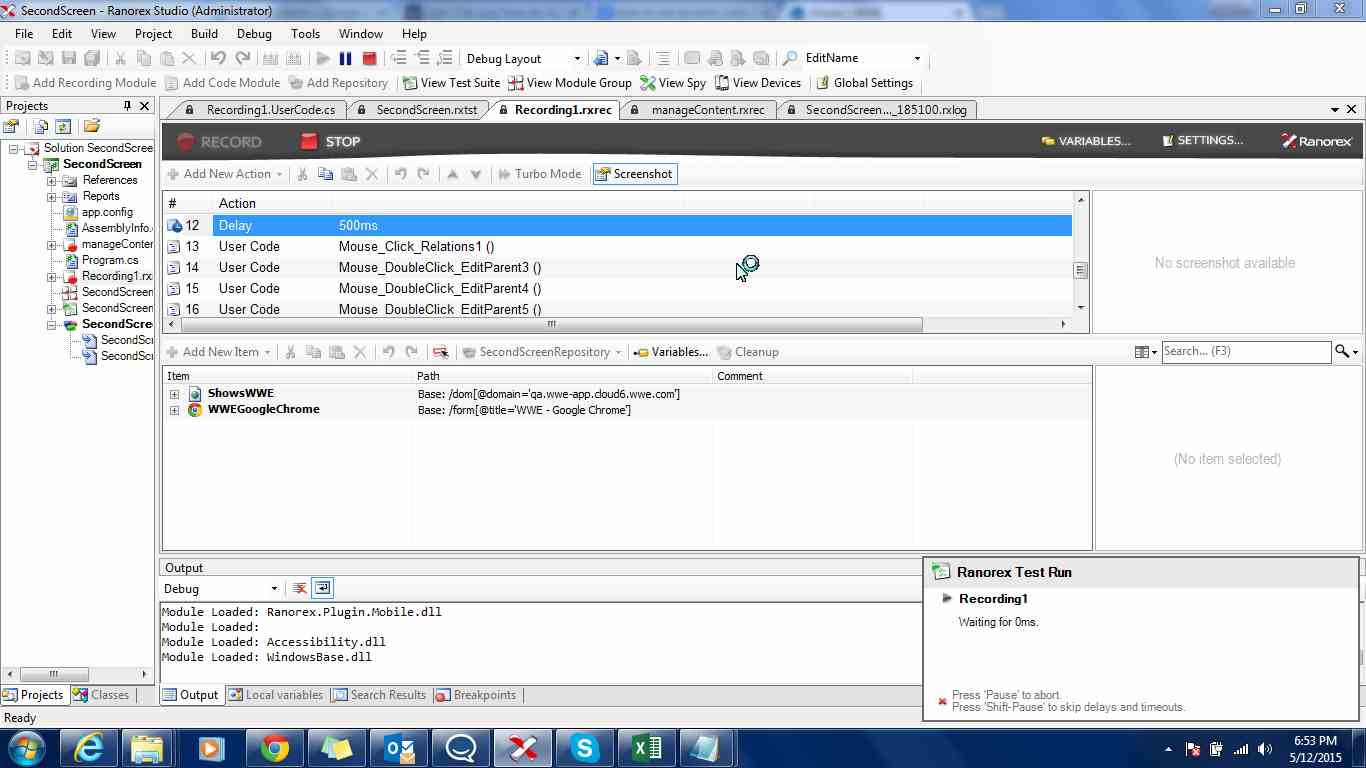 SecondScreen - Ranorex Studio (Administrator)
File Edit View Project Build Debug Tools Window Help
Debug Layout EditName
Add Recording Module Add Code Module Add Repository View Test Suite View Module Group View Spy View Devices Global Settings
Projects
Recording1.UserCode.cs SecondScreen.rxtst Recording1.rxrec manageContent.rxrec SecondScreen..._185100.rxlog
RECORD STOP VARIABLES... SETTINGS... Ranorex
Solution SecondScree
SecondScreen
References
Reports
app.config
AssemblyInfo.c
manageConter
Program.cs
Recording1.rx
SecondScreen
SecondScreen
SecondScre
SecondScr
SecondScr
Add New Action Turbo Mode Screenshot
# Action
12 Delay 500ms
13 User Code Mouse_Click_Relations1 ()
14 User Code Mouse_DoubleClick_EditParent3 ()
15 User Code Mouse_DoubleClick_EditParent4 ()
16 User Code Mouse_DoubleClick_EditParent5 ()
No screenshot available
Add New Item SecondScreenRepository Variables... Cleanup Search... (F3)
Item Path Comment
ShowsWWE Base: /dom[@domain='qa.wwe-app.cloud6.wwe.com']
WWEGoogleChrome Base: /form[@title='WWE - Google Chrome']
(No item selected)
Output
Debug
Module Loaded: Ranorex.Plugin.Mobile.dll
Module Loaded:
Module Loaded: Accessibility.dll
Module Loaded: WindowsBase.dll
Ranorex Test Run
Recording1
Waiting for 0ms.
Press 'Pause' to abort.
Press 'Shift-Pause' to skip delays and timeouts.
Projects Classes Output Local variables Search Results Breakpoints
Ready
6:53 PM
5/12/2015